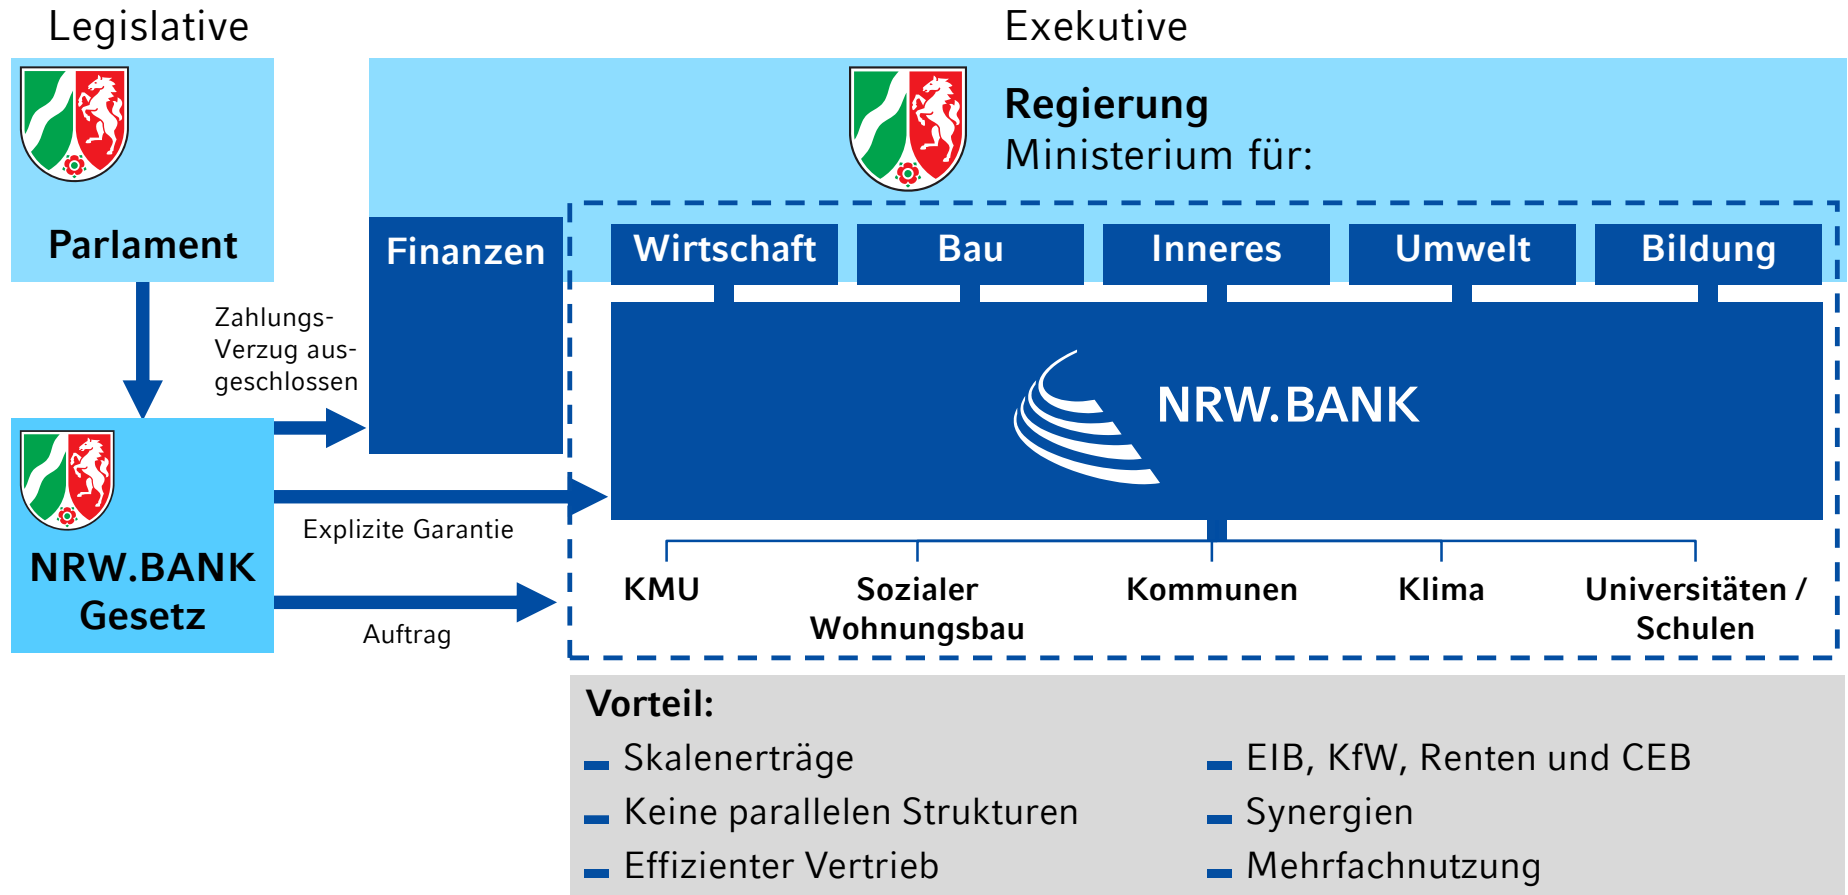 Legislative
Exekutive
Parlament
Regierung
Ministerium für:
Finanzen
Wirtschaft
Bau
Inneres
Umwelt
Bildung
Zahlungs-
Verzug aus-
geschlossen
NRW.BANK
NRW.BANK
Gesetz
Explizite Garantie
Auftrag
KMU
Sozialer
Wohnungsbau
Kommunen
Klima
Universitäten /
Schulen
Vorteil:
Skalenerträge
Keine parallelen Strukturen
Effizienter Vertrieb
EIB, KfW, Renten und CEB
Synergien
Mehrfachnutzung